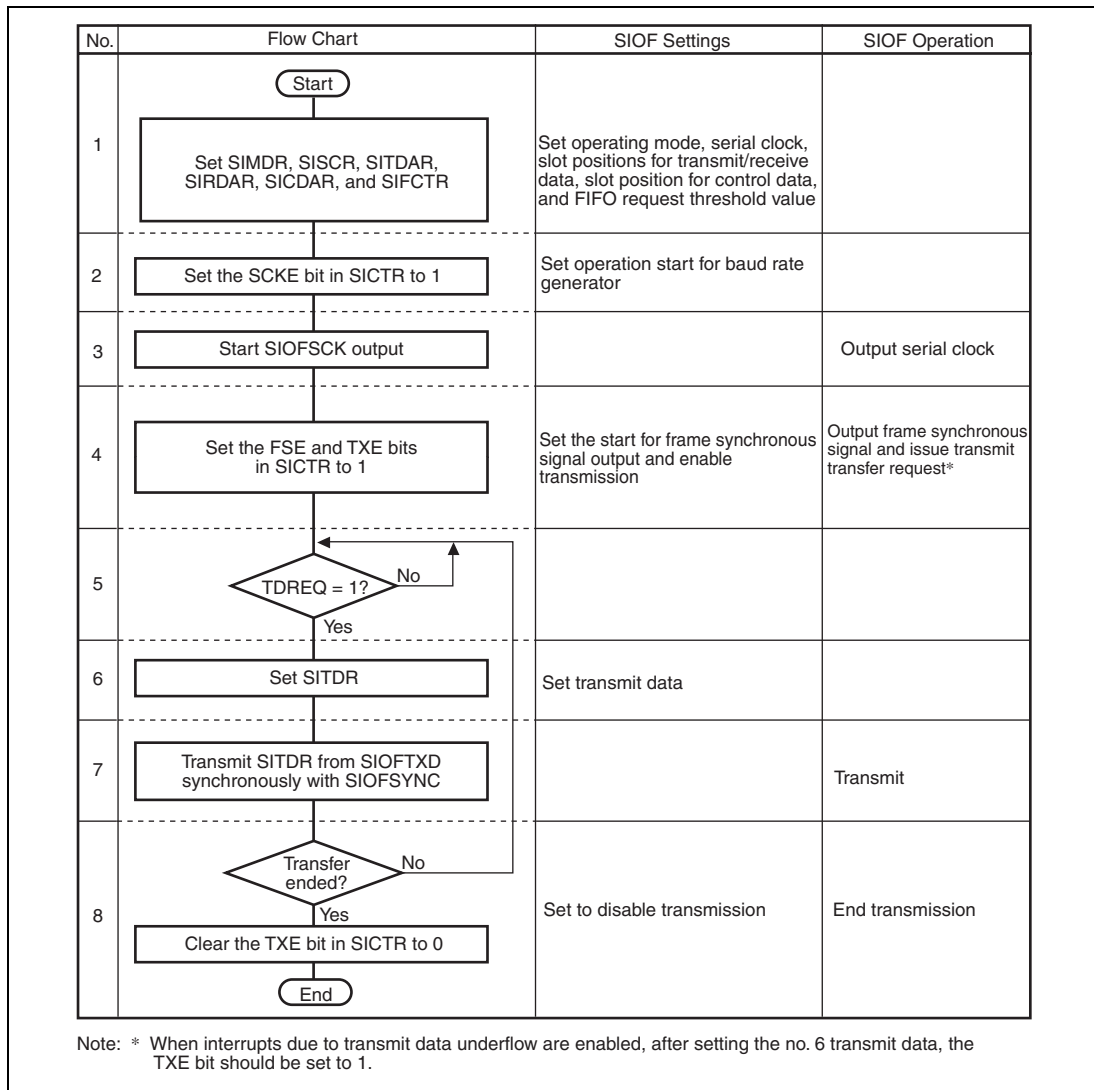 No.
Flow Chart
SIOF Settings
SIOF Operation
Start
1
Set SIMDR, SISCR, SITDAR,
SIRDAR, SICDAR, and SIFCTR
Set operating mode, serial clock,
slot positions for transmit/receive
data, slot position for control data,
and FIFO request threshold value
2
Set the SCKE bit in SICTR to 1
Set operation start for baud rate
generator
3
Start SIOFSCK output
Output serial clock
4
Set the FSE and TXE bits
in SICTR to 1
Set the start for frame synchronous
signal output and enable
transmission
Output frame synchronous
signal and issue transmit
transfer request*
5
TDREQ = 1?
No
Yes
6
Set SITDR
Set transmit data
7
Transmit SITDR from SIOFTXD
synchronously with SIOFSYNC
Transmit
8
Transfer
ended?
No
Yes
Clear the TXE bit in SICTR to 0
Set to disable transmission
End transmission
End
Note: * When interrupts due to transmit data underflow are enabled, after setting the no. 6 transmit data, the
TXE bit should be set to 1.